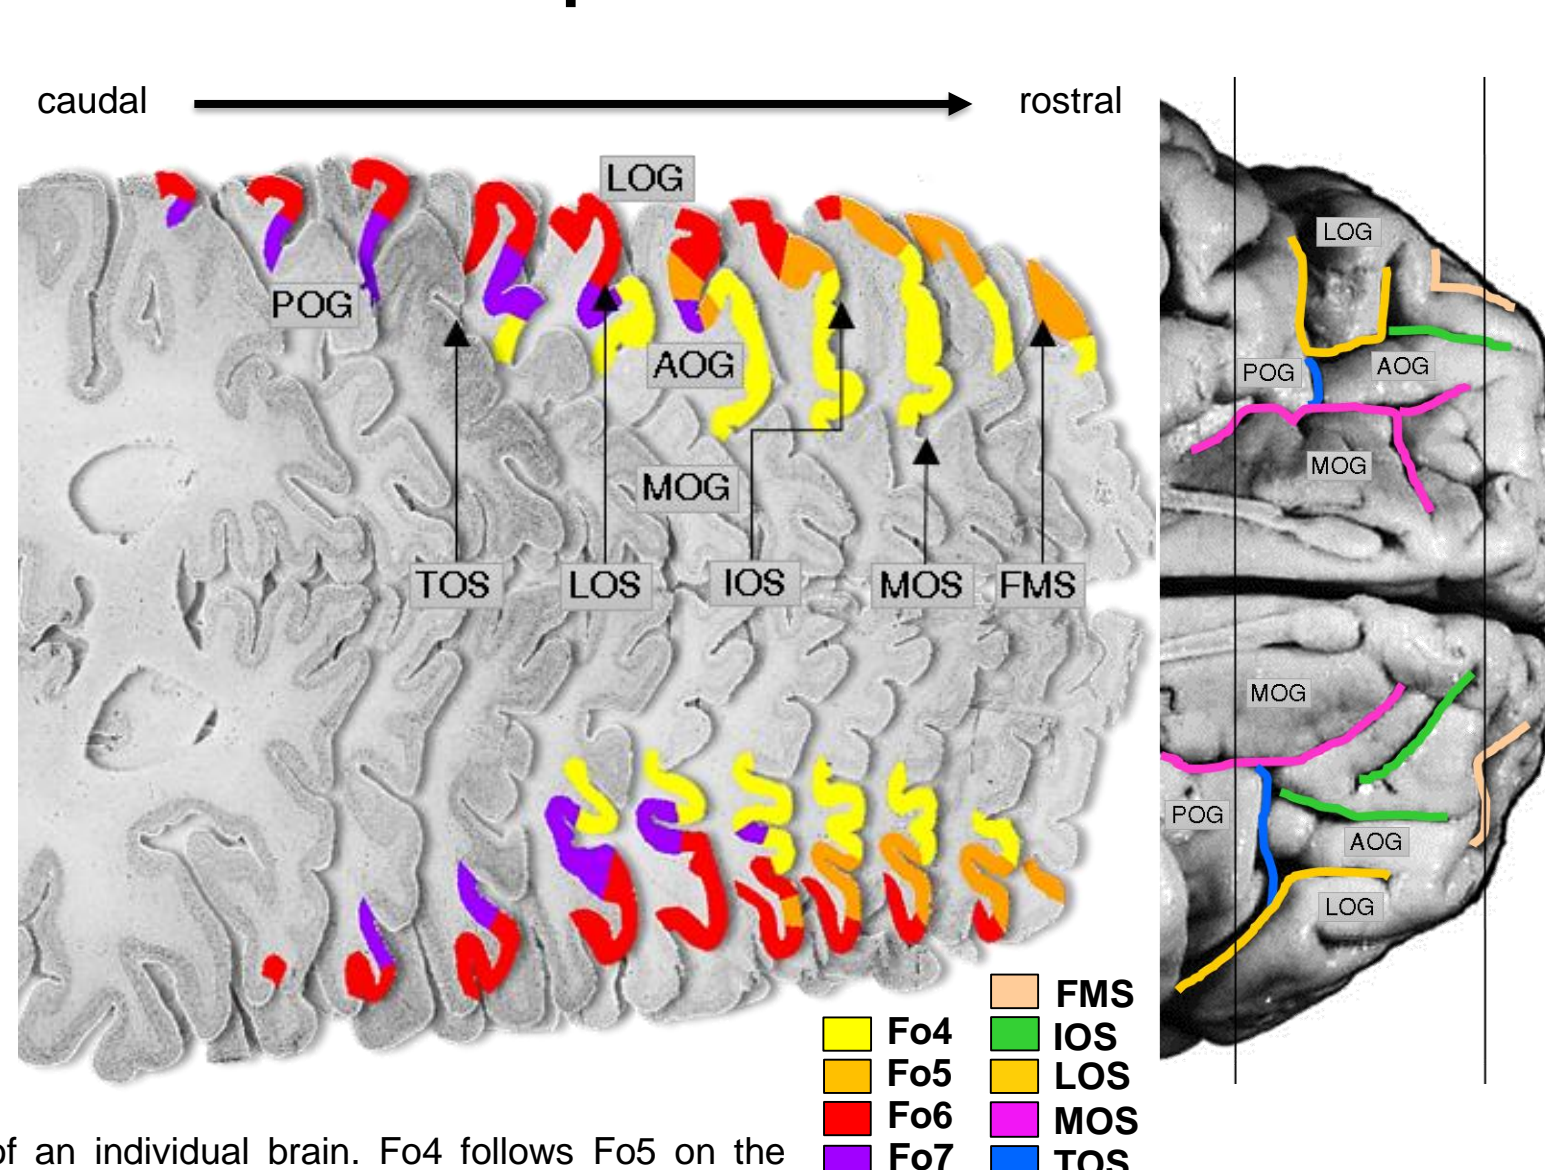 caudal
rostral
LOG
POG
AOG
MOG
TOS
LOS
IOS
MOS
FMS
LOG
POG
AOG
MOG
MOG
POG
AOG
LOG
FMS
Fo4
IOS
Fo5
LOS
Fo6
MOS
Fo7
TOS
of an individual brain. Fo4 follows Fo5 on the